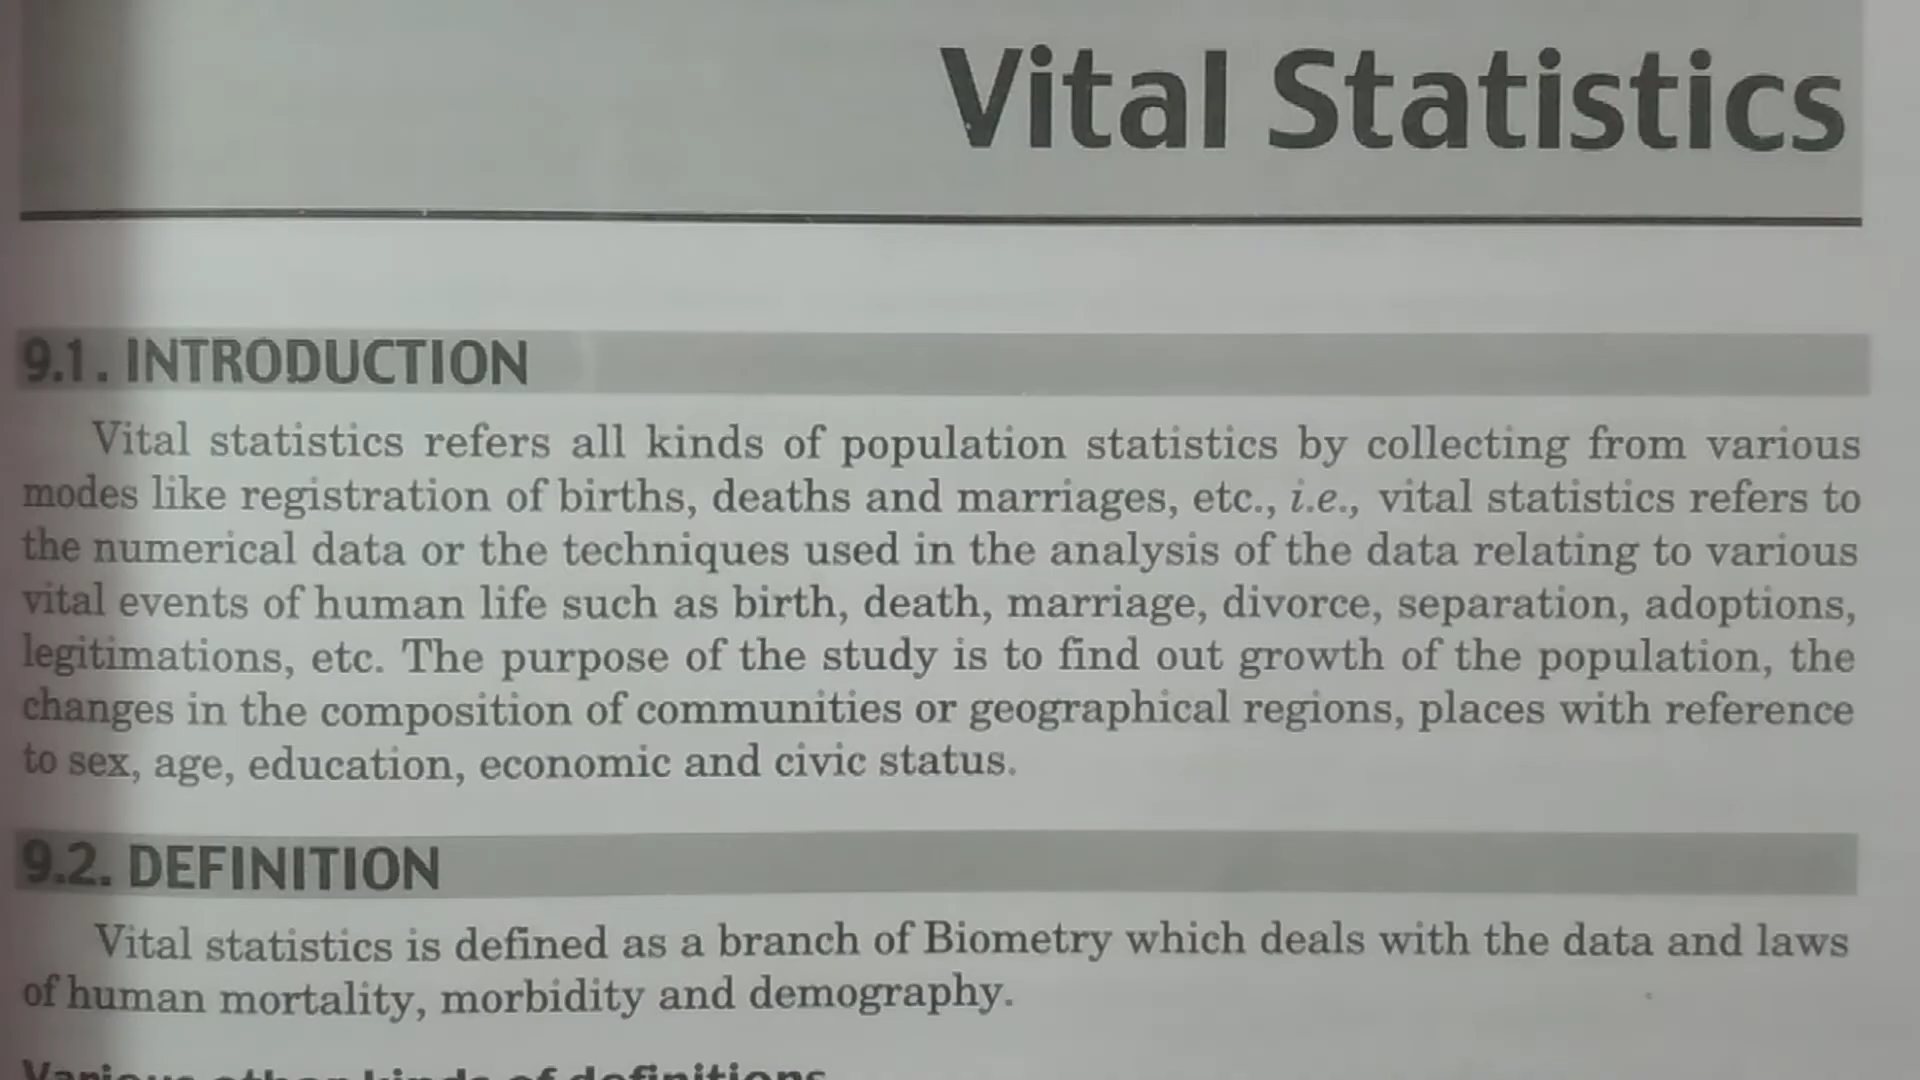 Vital Statistics
9.1. INTRODUCTION
Vital statistics refers all kinds of population statistics by collecting from various
modes like registration of births, deaths and marriages, etc., i.e., vital statistics refers to
the numerical data or the techniques used in the analysis of the data relating to various
vital events of human life such as birth, death, marriage, divorce, separation, adoptions,
legitimations, etc. The purpose of the study is to find out growth of the population, the
changes in the composition of communities or geographical regions, places with reference
to sex, age, education, economic and civic status.
9.2. DEFINITION
Vital statistics is defined as a branch of Biometry which deals with the data and laws
of human mortality, morbidity and demography.
Various other kinds of definitions